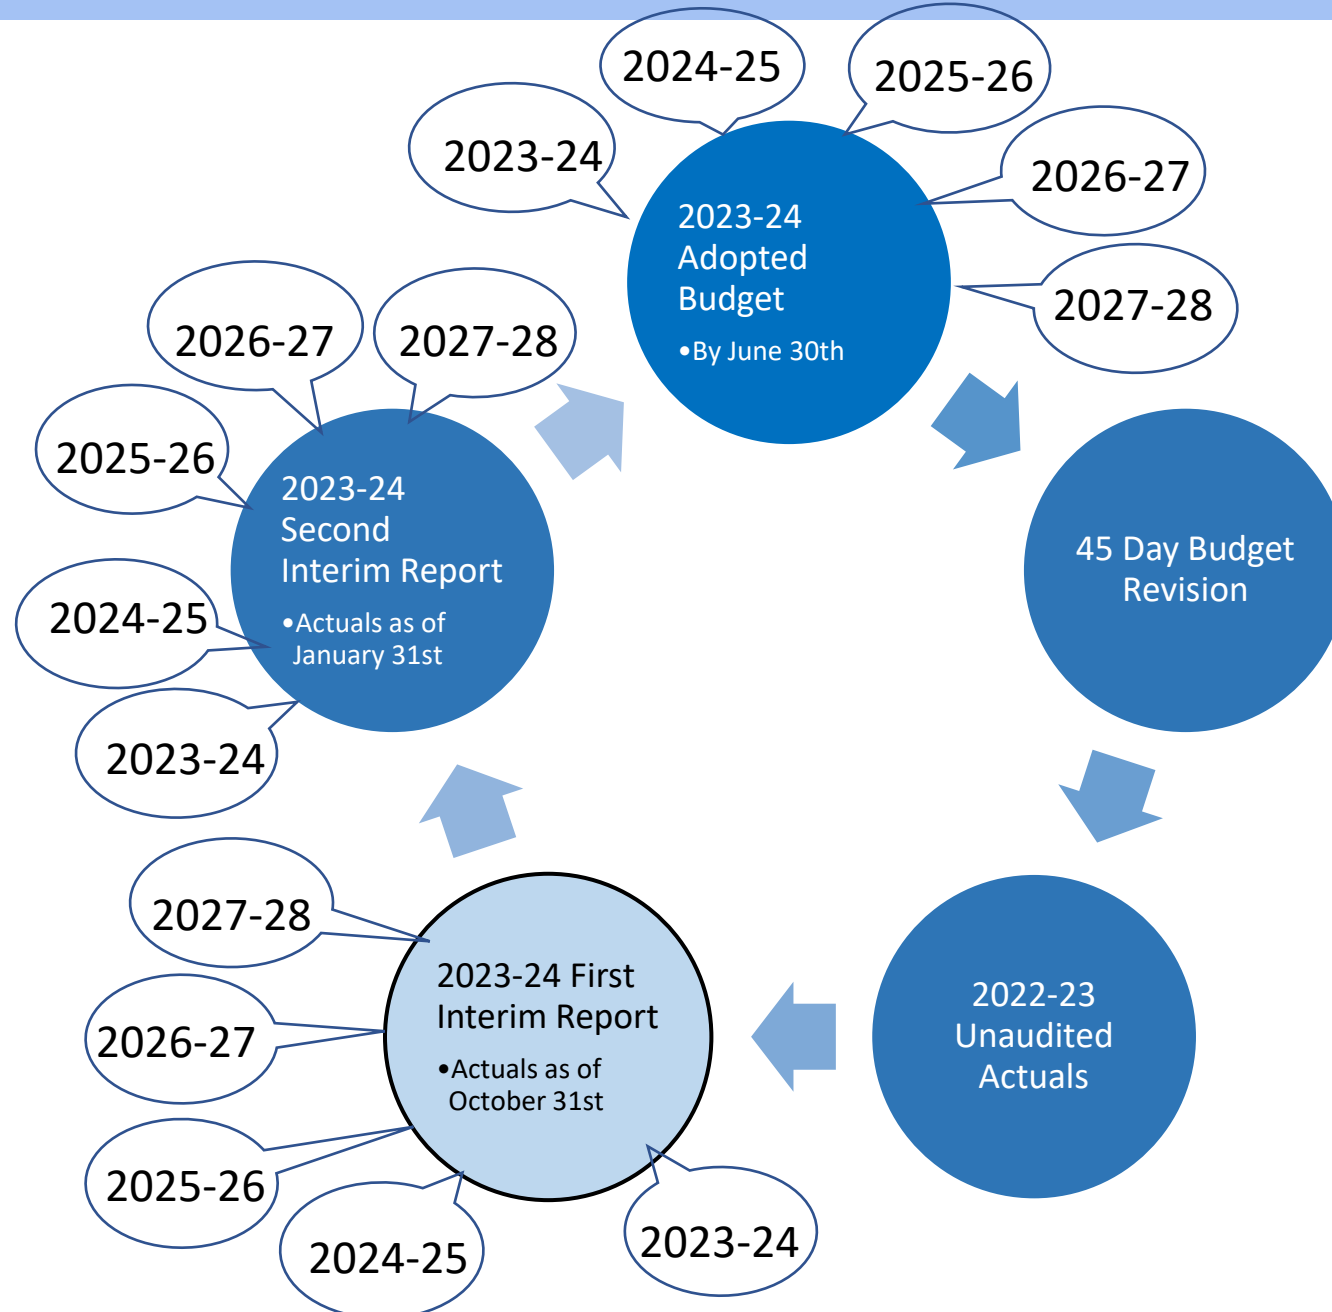 2024-25
2025-26
2023-24
2026-27
2027-28
2023-24
Adopted
Budget
•By June 30th
45 Day Budget
Revision
2022-23
Unaudited
Actuals
2023-24 First
Interim Report
•Actuals as of
October 31st
2023-24
2024-25
2025-26
2026-27
2027-28
2023-24
Second
Interim Report
•Actuals as of
January 31st
2023-24
2024-25
2025-26
2026-27
2027-28